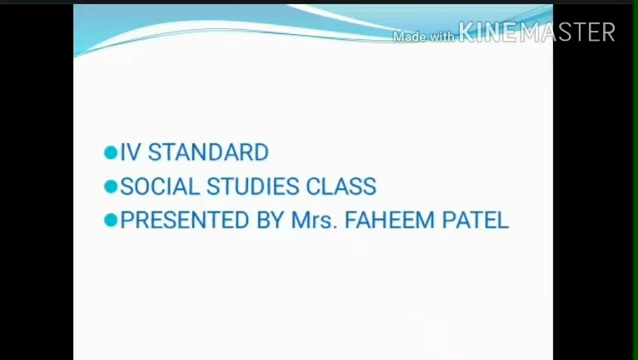 Made with KINEMASTER
IV STANDARD
SOCIAL STUDIES CLASS
PRESENTED BY Mrs. FAHEEM PATEL